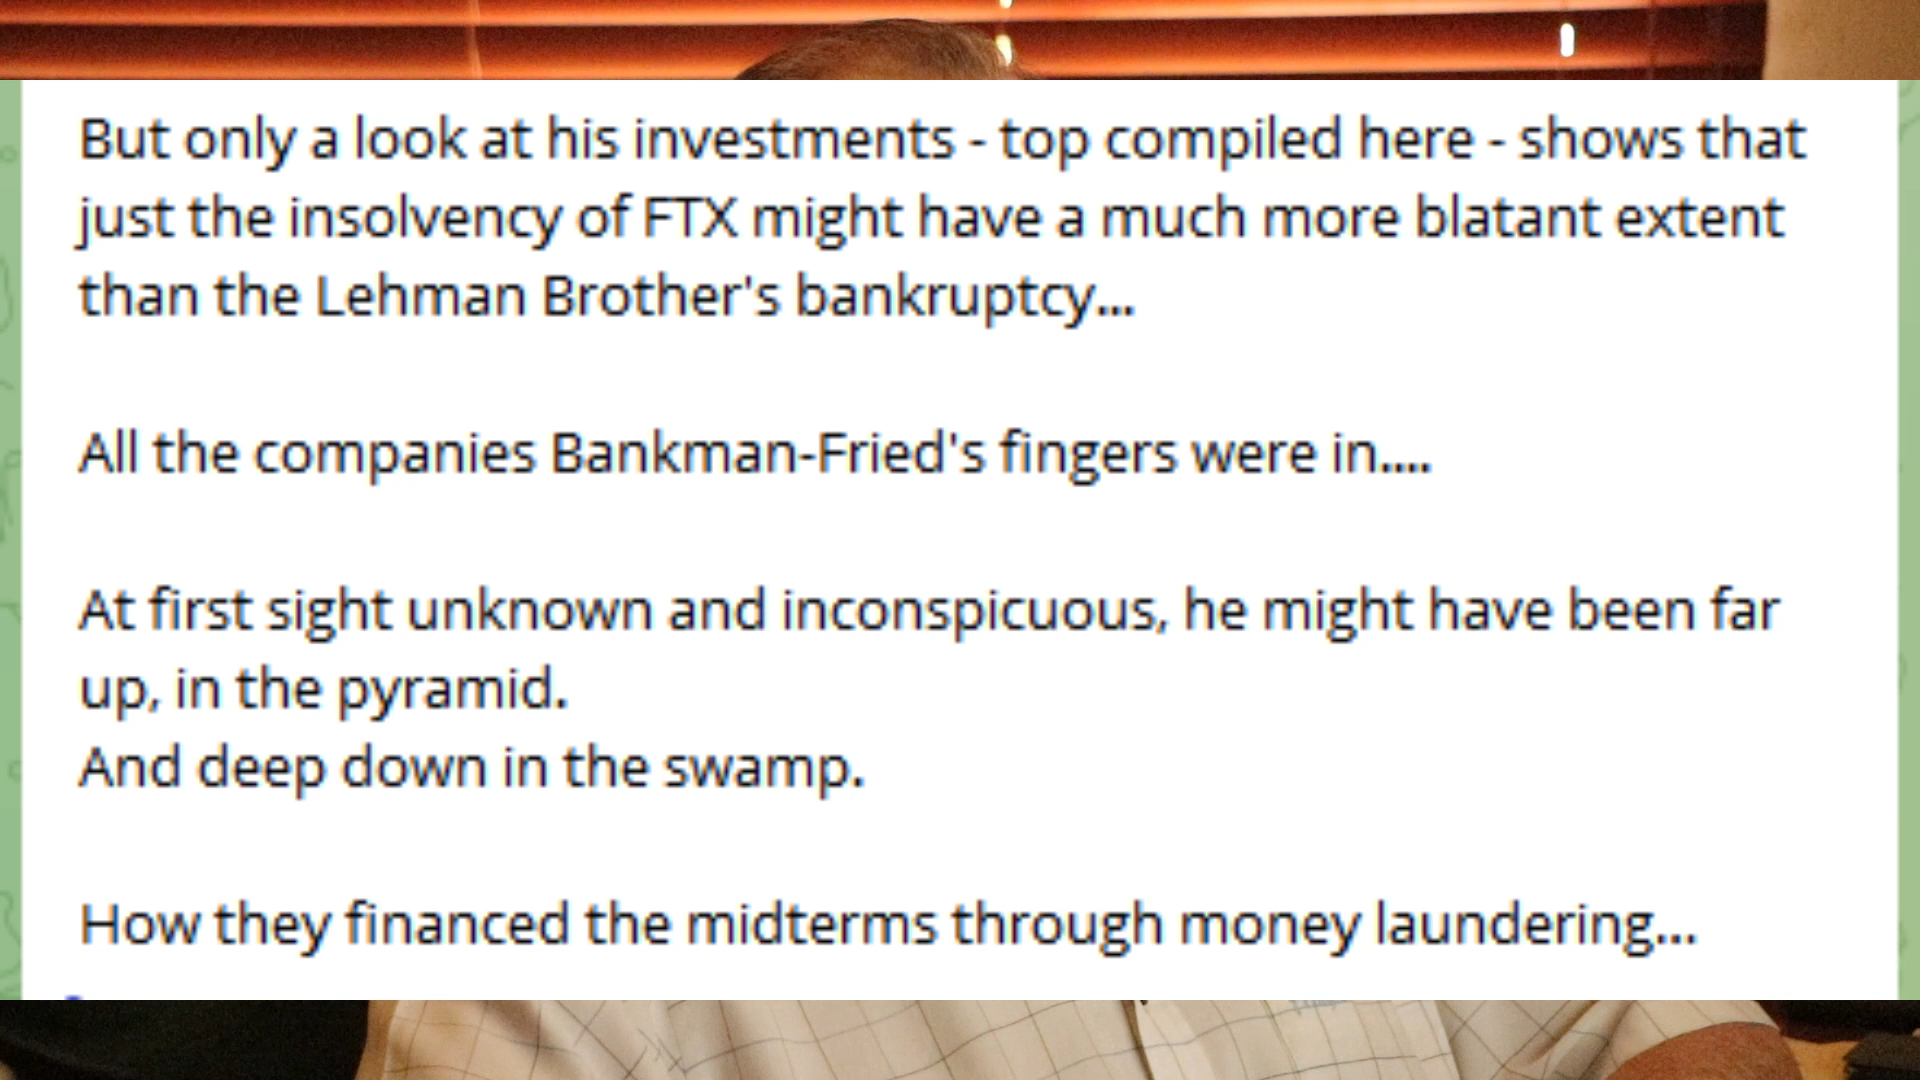 But only a look at his investments - top compiled here - shows that
just the insolvency of FTX might have a much more blatant extent
than the Lehman Brother's bankruptcy...
All the companies Bankman-Fried's fingers were in....
At first sight unknown and inconspicuous, he might have been far
up, in the pyramid.
And deep down in the swamp.
How they financed the midterms through money laundering...